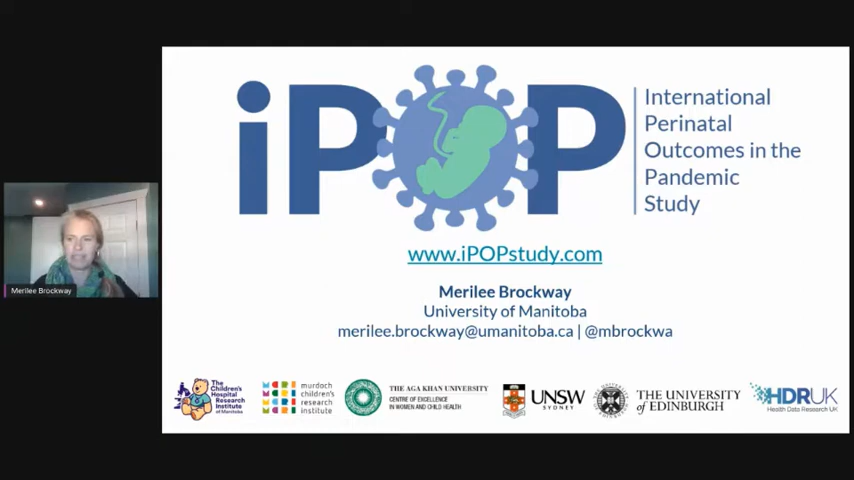 iPOP
International
Perinatal
Outcomes in the
Pandemic
Study
www.iPOPstudy.com
Merilee Brockway
University of Manitoba
merilee.brockway@umanitoba.ca | @mbrockwa
Merilee Brockway
The
Children's
Hospital
Research
Institute
of Manitoba
murdoch
children's
research
institute
THE AGA KHAN UNIVERSITY
CENTRE OF EXCELLENCE
IN WOMEN AND CHILD HEALTH
UNSW
SYDNEY
THE UNIVERSITY
of EDINBURGH
HDRUK
Health Data Research UK